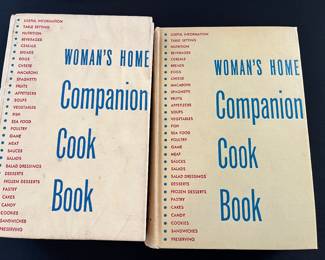 USEFUL INFORMATION
TABLE SETTING
NUTRITION
BEVERAGES
CEREALS
BREADS
EGGS
CHEESE
MACARONI
SPAGHETTI
FRUITS
APPETIZERS
SOUPS
VEGETABLES
FISH
SEA FOOD
POULTRY
GAME
MEAT
SAUCES
SALADS
SALAD DRESSINGS
DESSERTS
FROZEN DESSERTS
PASTRY
CAKES
CANDY
COOKIES
SANDWICHES
PRESERVING
WOMAN'S HOME
Companion
Cook
Book
USEFUL INFORMATION
TABLE SETTING
NUTRITION
BEVERAGES
CEREALS
BREADS
EGGS
CHEESE
MACARONI
SPAGHETTI
FRUITS
APPETIZERS
SOUPS
VEGETABLES
FISH
SEA FOOD
POULTRY
GAME
MEAT
SAUCES
SALADS
SALAD DRESSINGS
DESSERTS
FROZEN DESSERTS
PASTRY
CAKES
CANDY
COOKIES
SANDWICHES
PRESERVING
WOMAN'S HOME
Companion
Cook
Book